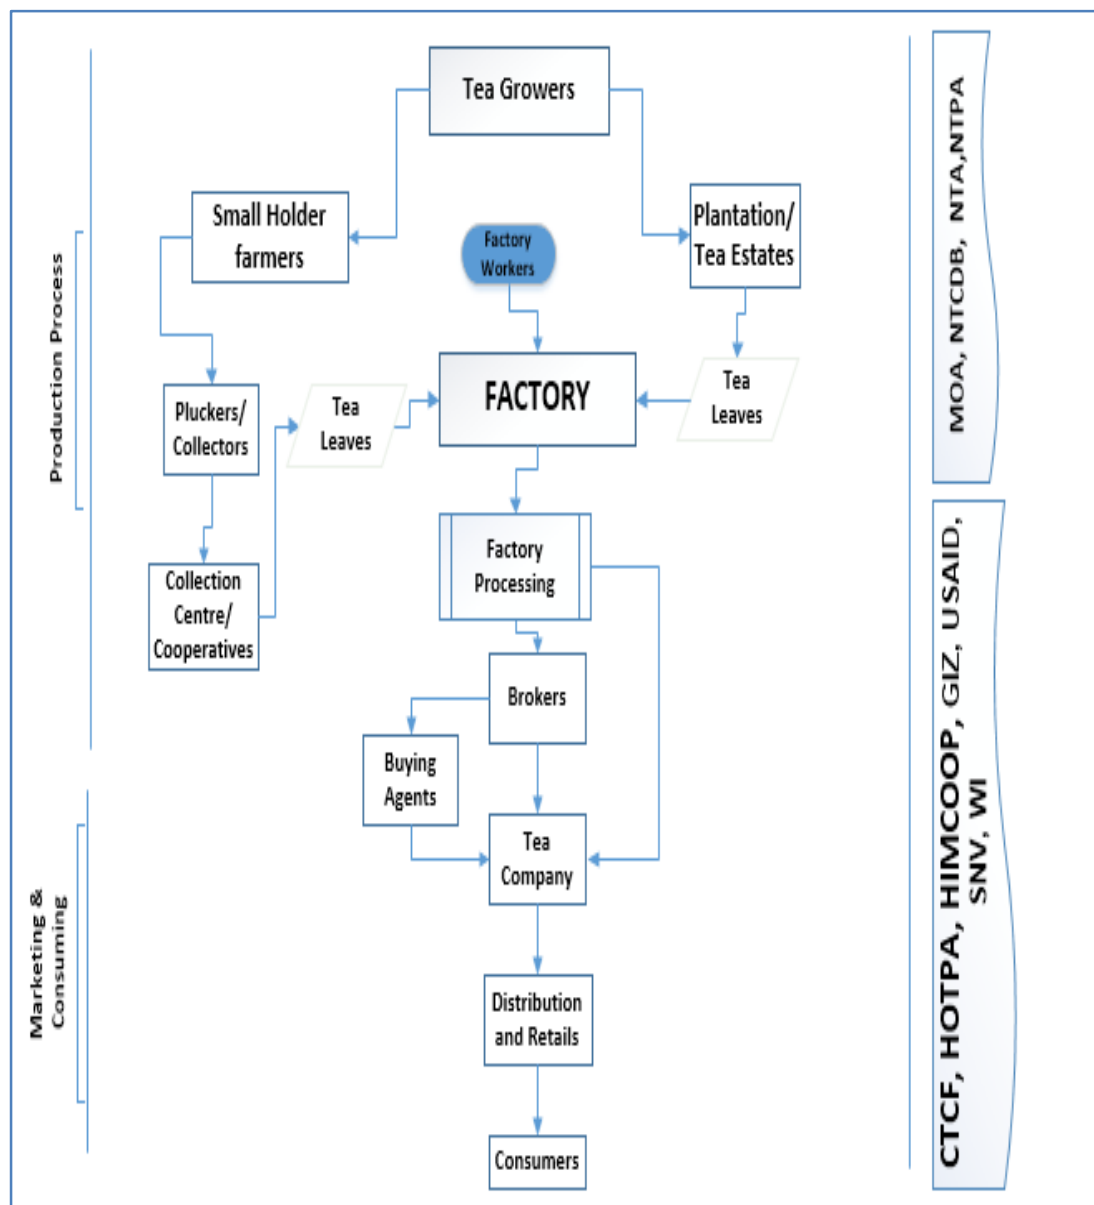 Tea Growers
Small Holder
farmers
Factory
Workers
Plantation/
Tea Estates
Production Process
FACTORY
Tea
Leaves
Tea
Leaves
Pluckers/
Collectors
Collection
Centre/
Cooperatives
Factory
Processing
Brokers
Buying
Agents
Tea
Company
Marketing &
Consuming
Distribution
and Retails
Consumers
MOA, NTCDB, NTA,NTPA
CTCF, HOTPA, HIMCOOP, GIZ, USAID,
SNV, WI